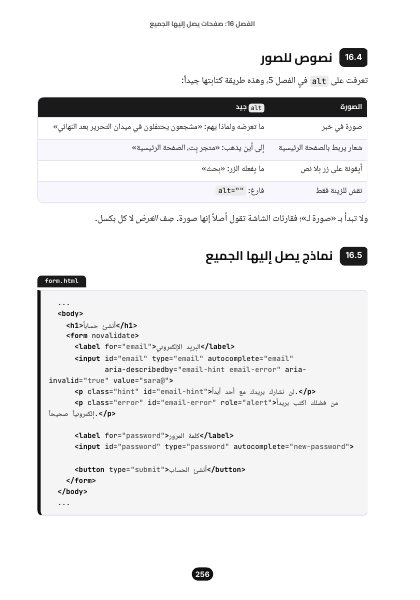 الفصل 16: صفحات يصل إليها الجميع
16.4 نصوص للصور
تعرفت على alt في الفصل 5، وهذه طريقة كتابتها جيداً:
الصورة alt جيد
صورة في خبر ما تعرضه ولماذا يهم: «مشجعون يحتفلون في ميدان التحرير بعد النهائي»
شعار يربط بالصفحة الرئيسية إلى أين يذهب: «متجر بِت، الصفحة الرئيسية»
أيقونة على زر بلا نص ما يفعله الزر: «بحث»
نقش للزينة فقط فارغ: alt=""
ولا تبدأ بـ «صورة لـ»؛ فقارئات الشاشة تقول أصلاً إنها صورة. صِف الغرض لا كل بكسل.
16.5 نماذج يصل إليها الجميع
form.html
...
<body>
<h1>أنشئ حساباً</h1>
<form novalidate>
<label for="email">البريد الإلكتروني</label>
<input id="email" type="email" autocomplete="email"
aria-describedby="email-hint email-error" aria-
invalid="true" value="sara@">
<p class="hint" id="email-hint">لن نشارك بريدك مع أحد أبداً.</p>
<p class="error" id="email-error" role="alert">من فضلك اكتب بريداً
إلكترونياً صحيحاً.</p>
<label for="password">كلمة المرور</label>
<input id="password" type="password" autocomplete="new-password">
<button type="submit">أنشئ الحساب</button>
</form>
</body>
...
256